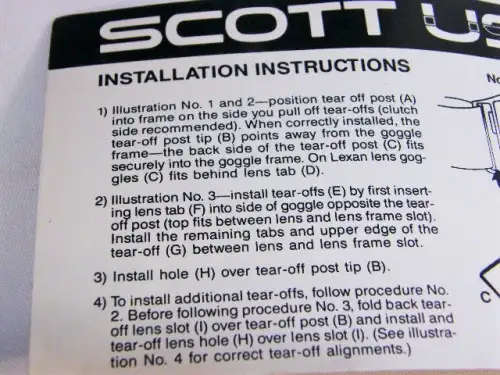 SCOTT US
INSTALLATION INSTRUCTIONS
No
1) Illustration No. 1 and 2—position tear off post (A)
into frame on the side you pull off tear-offs (clutch
side recommended). When correctly installed, the
tear-off post tip (B) points away from the goggle
frame—the back side of the tear-off post (C) fits
securely into the goggle frame. On Lexan lens gog-
gles (C) fits behind lens tab (D).
2) Illustration No. 3—install tear-offs (E) by first insert-
ing lens tab (F) into side of goggle opposite the tear-
off post (top fits between lens and lens frame slot).
Install the remaining tabs and upper edge of the
tear-off (G) between lens and lens frame slot.
3) Install hole (H) over tear-off post tip (B).
4) To install additional tear-offs, follow procedure No.
2. Before following procedure No. 3, fold back tear-
off lens slot (I) over tear-off post (B) and install and
tear-off lens hole (H) over lens slot (I). (See illustra-
tion No. 4 for correct tear-off alignments.)
C